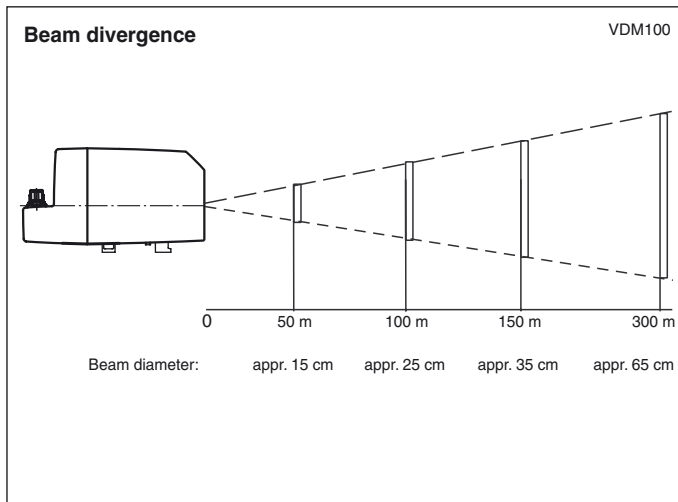 Beam divergence
VDM100
0 50 m 100 m 150 m 300 m
Beam diameter: appr. 15 cm appr. 25 cm appr. 35 cm appr. 65 cm